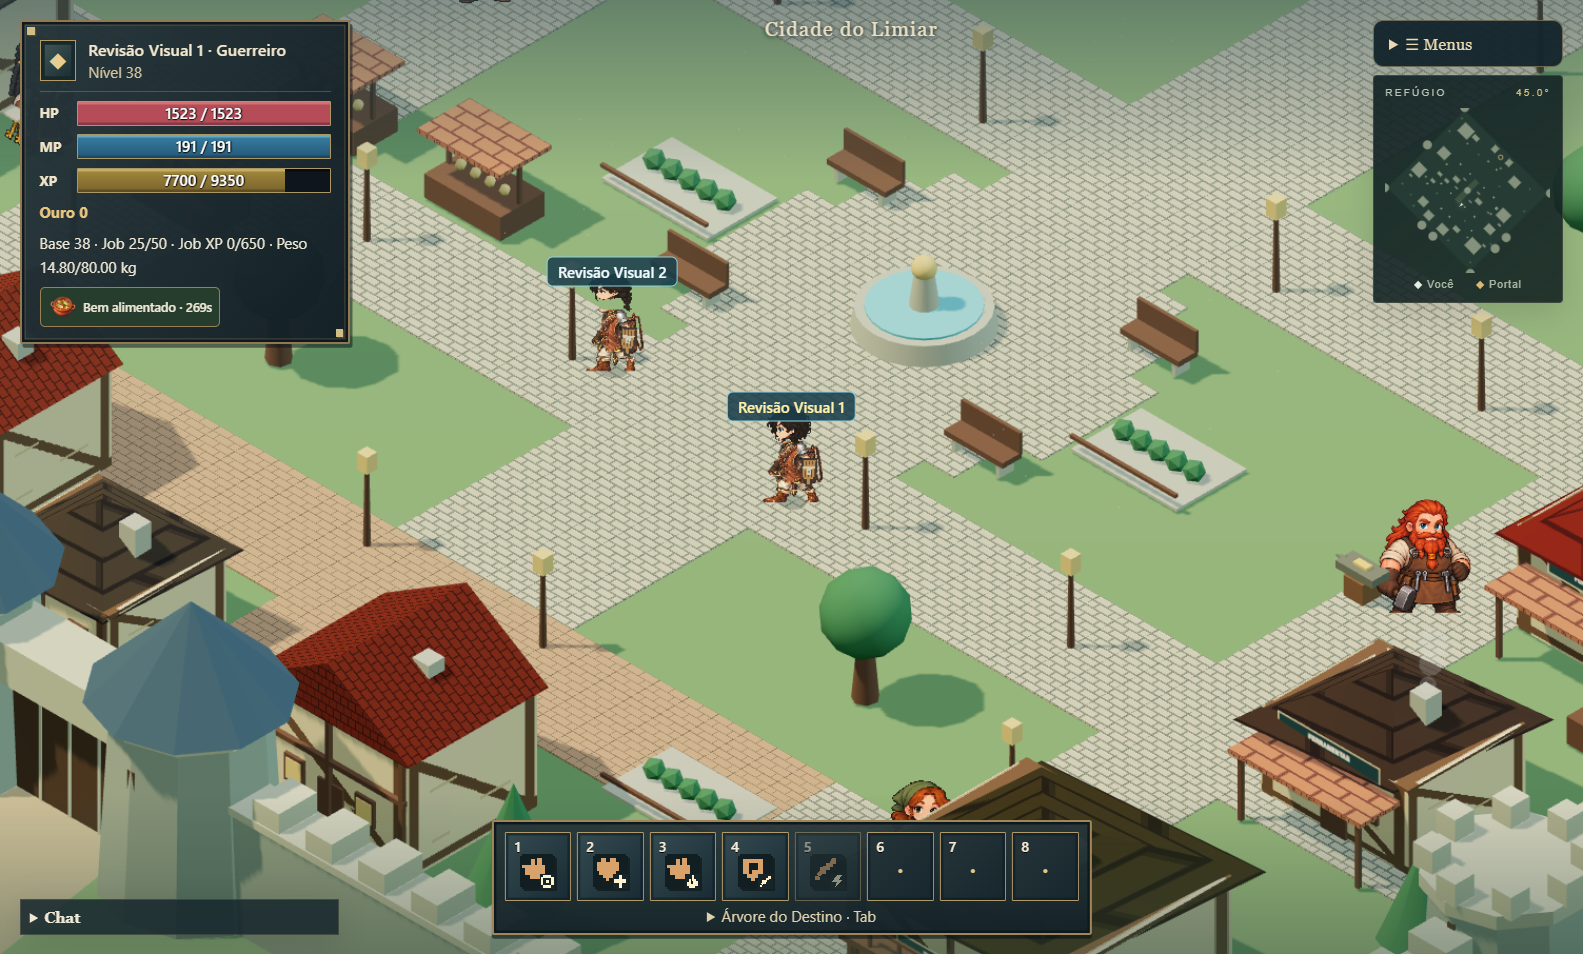 Cidade do Limiar
Revisão Visual 1 · Guerreiro
Nível 38
HP 1523 / 1523
MP 191 / 191
XP 7700 / 9350
Ouro 0
Base 38 · Job 25/50 · Job XP 0/650 · Peso
14.80/80.00 kg
Bem alimentado · 269s
☰ Menus
REFÚGIO 45.0°
Você Portal
Revisão Visual 2
Revisão Visual 1
1 2 3 4 5 6 7 8
Árvore do Destino · Tab
Chat